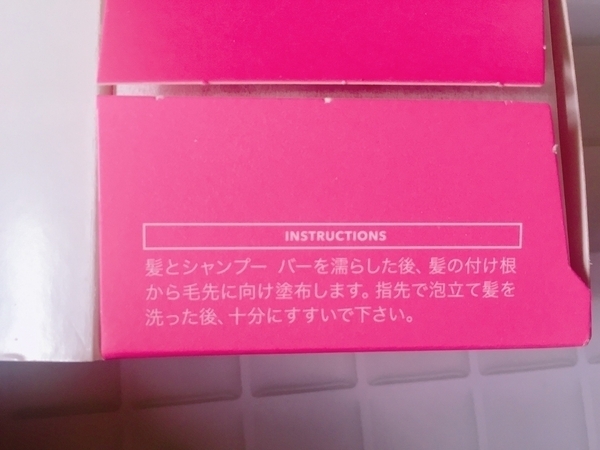 INSTRUCTIONS
髪とシャンプー バーを濡らした後、髪の付け根
から毛先に向け塗布します。指先で泡立て髪を
洗った後、十分にすすいで下さい。